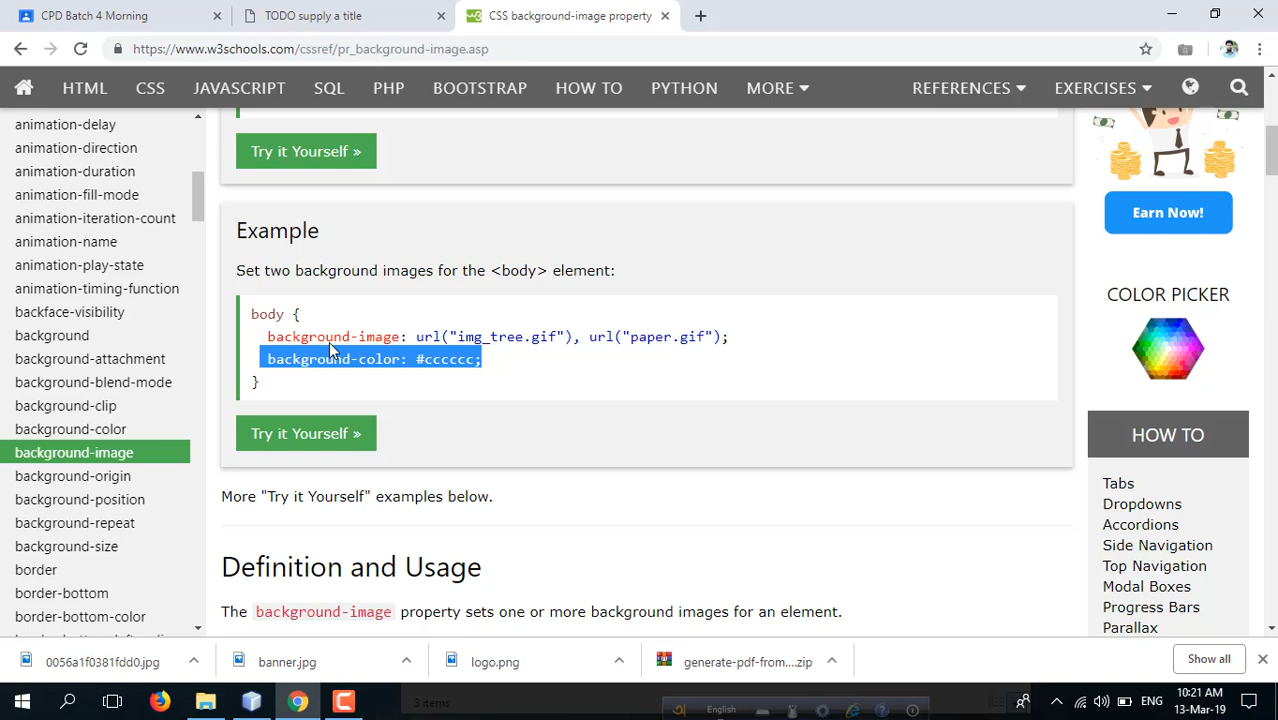 CPD Batch 4 Morning
TODO supply a title
CSS background-image property
https://www.w3schools.com/cssref/pr_background-image.asp
HTML CSS JAVASCRIPT SQL PHP BOOTSTRAP HOW TO PYTHON MORE REFERENCES EXERCISES
animation-delay
animation-direction
animation-duration
animation-fill-mode
animation-iteration-count
animation-name
animation-play-state
animation-timing-function
backface-visibility
background
background-attachment
background-blend-mode
background-clip
background-color
background-image
background-origin
background-position
background-repeat
background-size
border
border-bottom
border-bottom-color
Try it Yourself »
Example
Set two background images for the <body> element:
body {
background-image: url("img_tree.gif"), url("paper.gif");
background-color: #cccccc;
}
Try it Yourself »
More "Try it Yourself" examples below.
Definition and Usage
The background-image property sets one or more background images for an element.
Earn Now!
COLOR PICKER
HOW TO
Tabs
Dropdowns
Accordions
Side Navigation
Top Navigation
Modal Boxes
Progress Bars
Parallax
0056a1f0381fdd0.jpg
banner.jpg
logo.png
generate-pdf-from....zip
Show all
3 items
English
ENG
10:21 AM
13-Mar-19